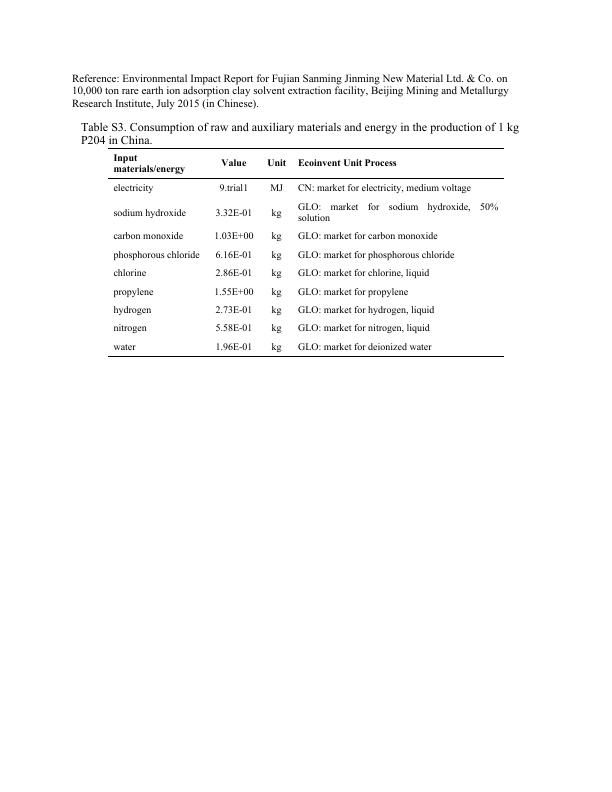 Reference: Environmental Impact Report for Fujian Sanming Jinming New Material Ltd. & Co. on
10,000 ton rare earth ion adsorption clay solvent extraction facility, Beijing Mining and Metallurgy
Research Institute, July 2015 (in Chinese).
Table S3. Consumption of raw and auxiliary materials and energy in the production of 1 kg
P204 in China.
Input materials/energy Value Unit Ecoinvent Unit Process
electricity 9.trial1 MJ CN: market for electricity, medium voltage
sodium hydroxide 3.32E-01 kg GLO: market for sodium hydroxide, 50%
solution
carbon monoxide 1.03E+00 kg GLO: market for carbon monoxide
phosphorous chloride 6.16E-01 kg GLO: market for phosphorous chloride
chlorine 2.86E-01 kg GLO: market for chlorine, liquid
propylene 1.55E+00 kg GLO: market for propylene
hydrogen 2.73E-01 kg GLO: market for hydrogen, liquid
nitrogen 5.58E-01 kg GLO: market for nitrogen, liquid
water 1.96E-01 kg GLO: market for deionized water